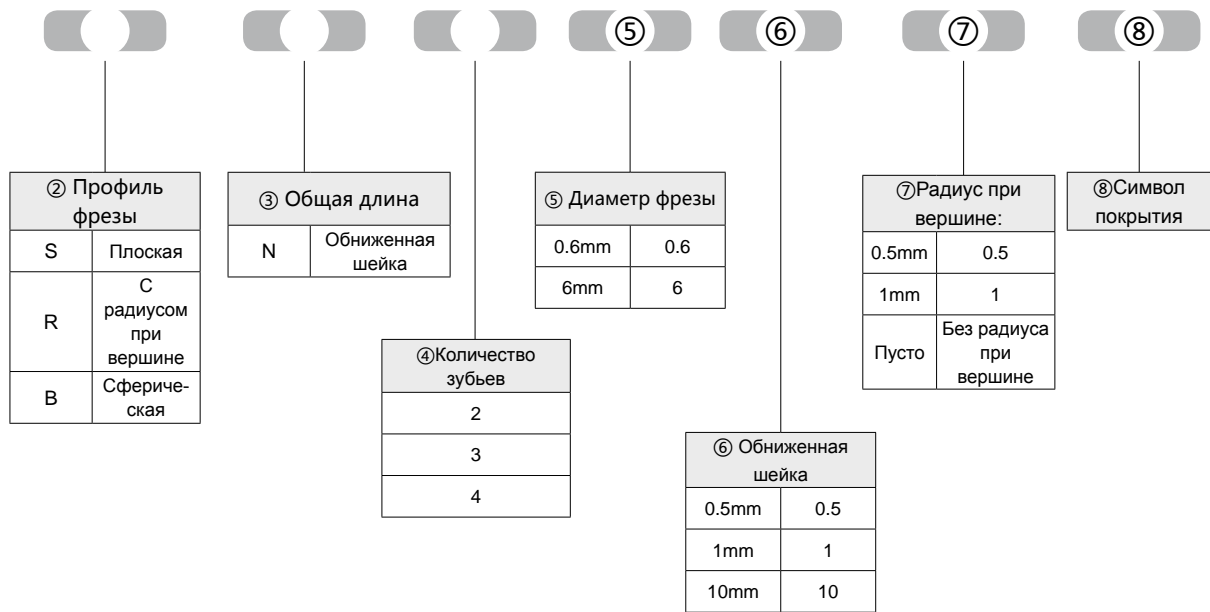 ⑤ ⑥ ⑦ ⑧
② Профиль
фрезы
S Плоская
R С
радиусом
при
вершине
B Сфериче-
ская
③ Общая длина
N Обниженная
шейка
④Количество
зубьев
2
3
4
⑤ Диаметр фрезы
0.6mm 0.6
6mm 6
⑥ Обниженная
шейка
0.5mm 0.5
1mm 1
10mm 10
⑦Радиус при
вершине:
0.5mm 0.5
1mm 1
Пусто Без радиуса
при
вершине
⑧Символ
покрытия